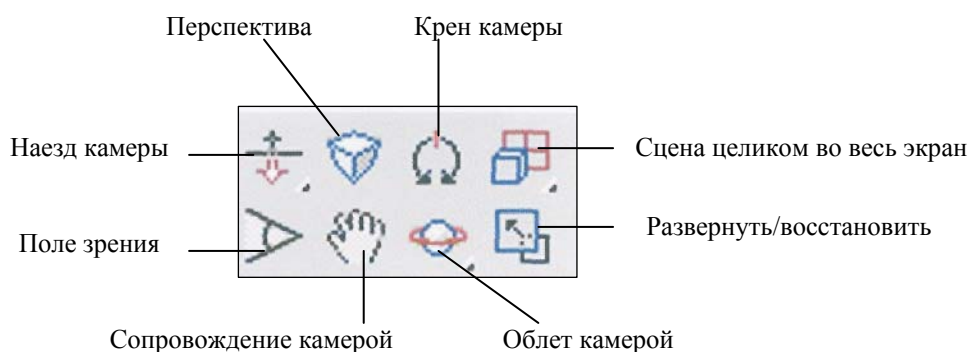 Перспектива
Крен камеры
Наезд камеры
Сцена целиком во весь экран
Поле зрения
Развернуть/восстановить
Сопровождение камерой
Облет камерой